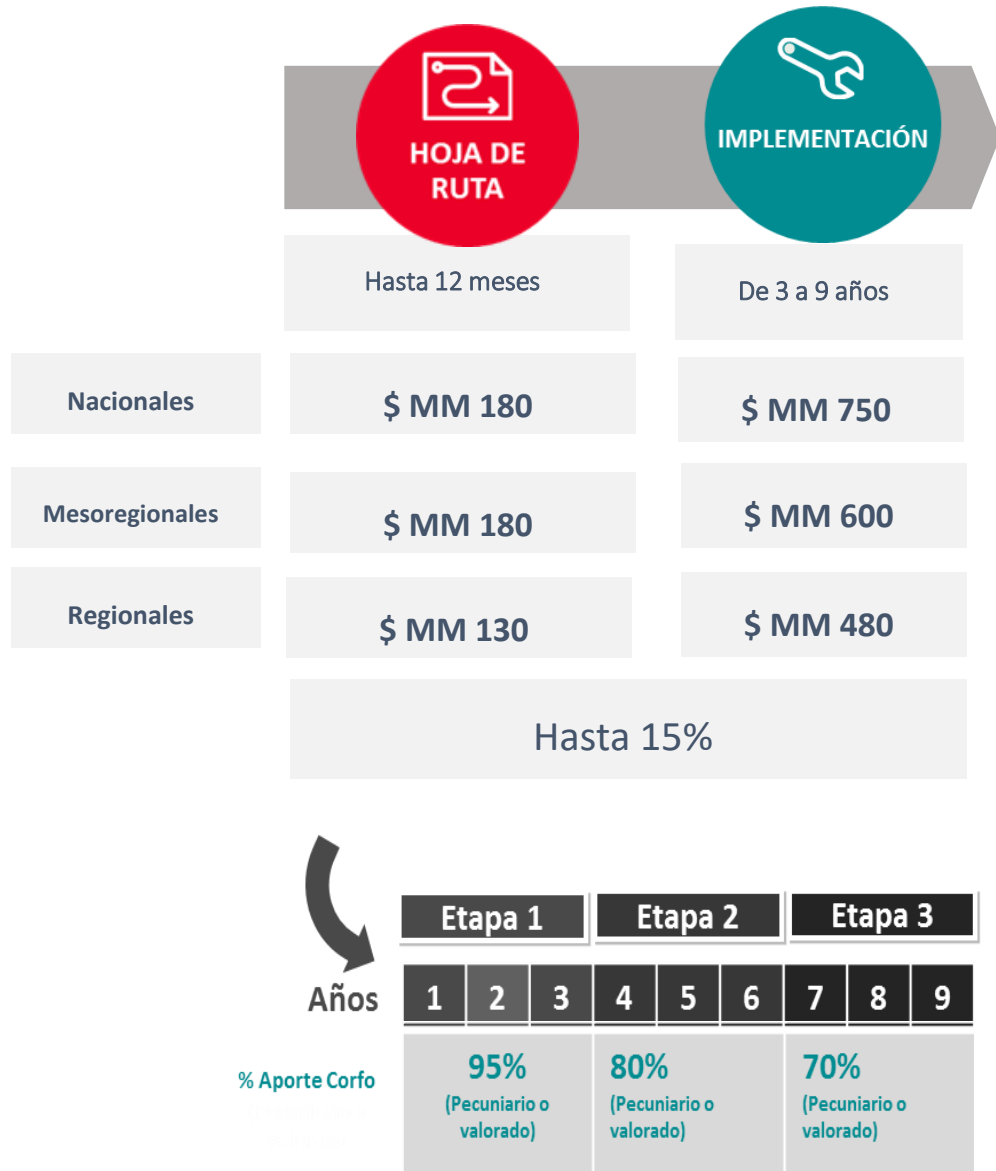 HOJA DE
RUTA
IMPLEMENTACIÓN
Hasta 12 meses
De 3 a 9 años
Nacionales
$ MM 180
$ MM 750
Mesoregionales
$ MM 180
$ MM 600
Regionales
$ MM 130
$ MM 480
Hasta 15%
Etapa 1
Etapa 2
Etapa 3
Años
1 2 3 4 5 6 7 8 9
% Aporte Corfo
95%
(Pecuniario o
valorado)
80%
(Pecuniario o
valorado)
70%
(Pecuniario o
valorado)